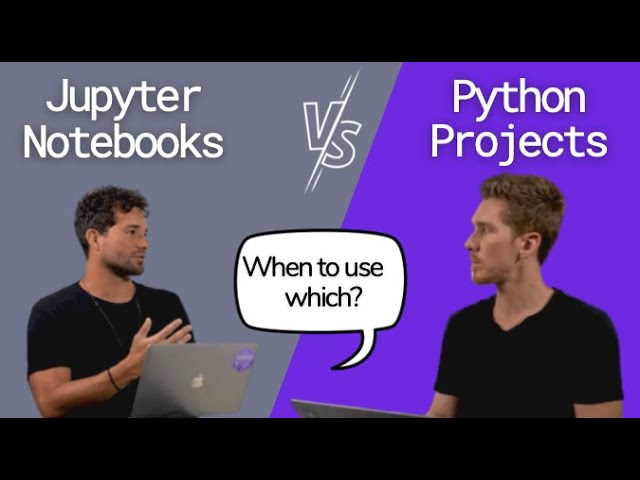 Jupyter
Notebooks
VS
Python
Projects
When to use
which?